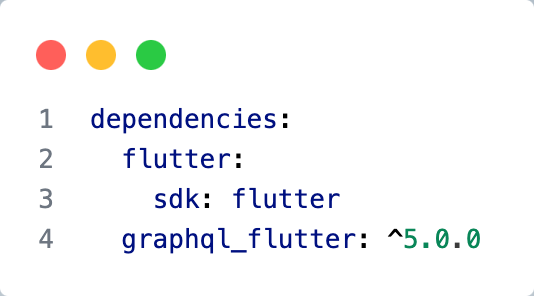 1 dependencies:
2   flutter:
3     sdk: flutter
4   graphql_flutter: ^5.0.0